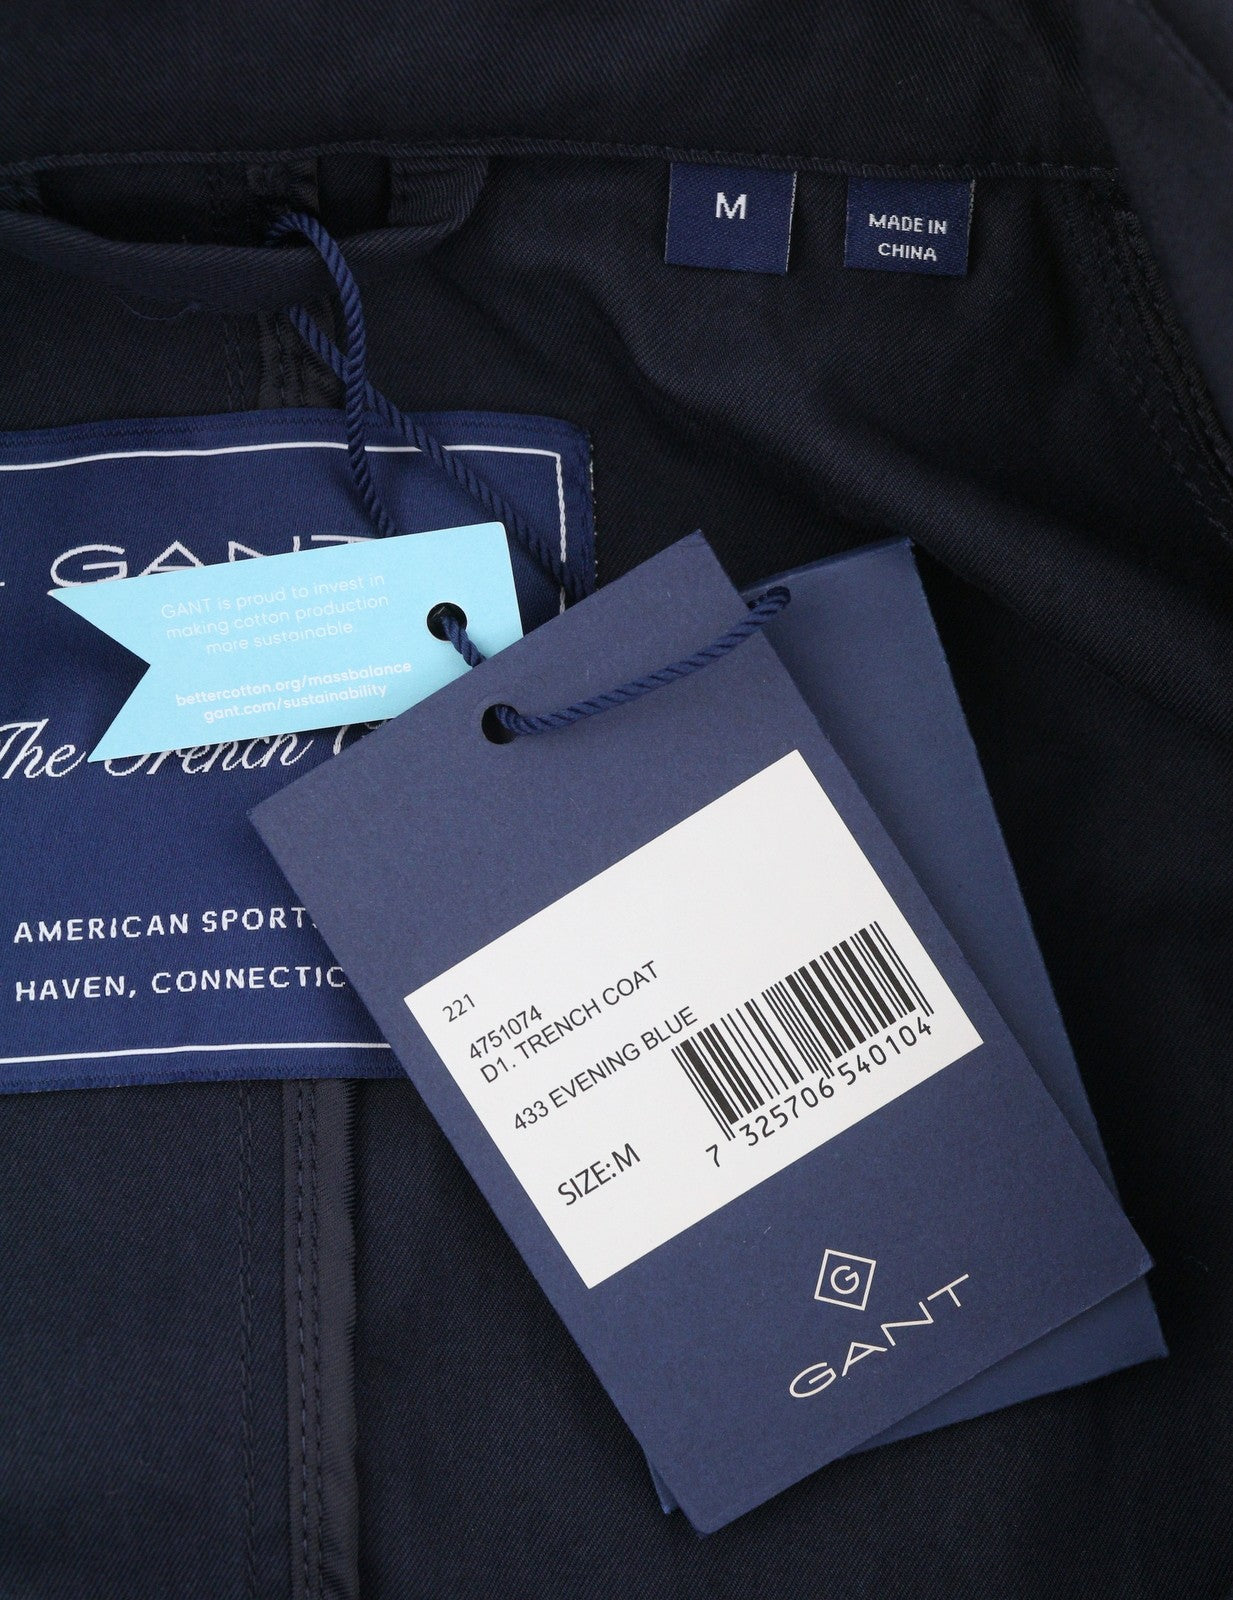 M
MADE IN
CHINA
GANT
GANT is proud to invest in
making cotton production
more sustainable.
bettercotton.org/massbalance
gant.com/sustainability
The Trench
AMERICAN SPORTS
HAVEN, CONNECTIC
221
4751074
D1. TRENCH COAT
433 EVENING BLUE
SIZE: M
7 325706 540104
G
GANT